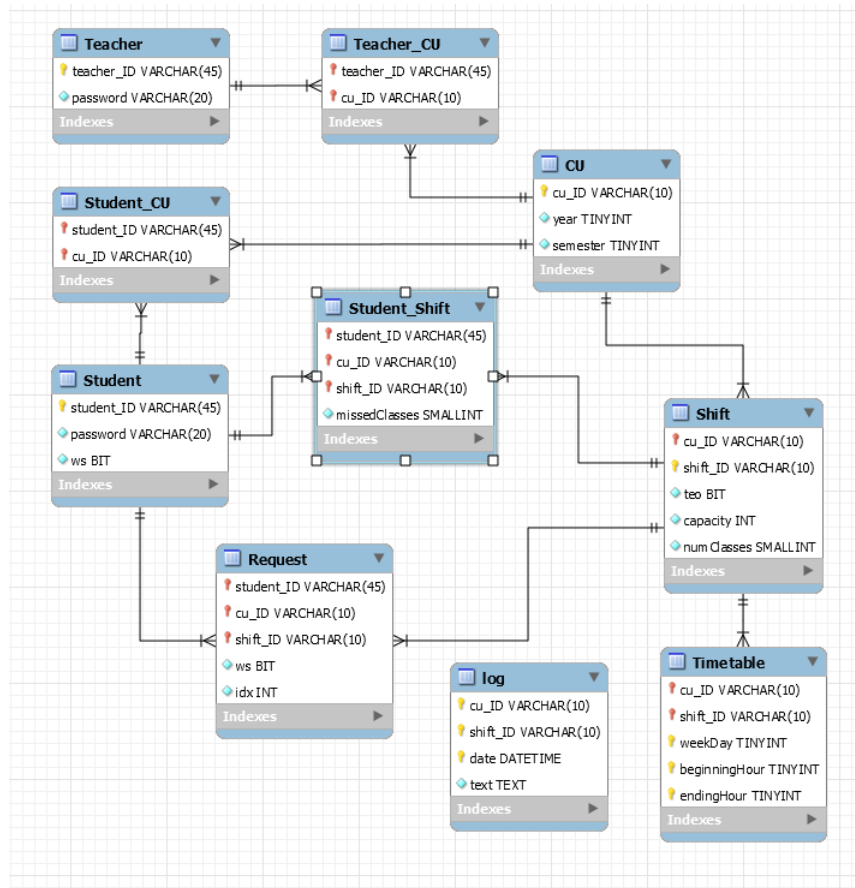 Teacher
teacher_ID VARCHAR(45)
password VARCHAR(20)
Indexes
Teacher_CU
teacher_ID VARCHAR(45)
cu_ID VARCHAR(10)
Indexes
CU
cu_ID VARCHAR(10)
year TINYINT
semester TINYINT
Indexes
Student_CU
student_ID VARCHAR(45)
cu_ID VARCHAR(10)
Indexes
Student_Shift
student_ID VARCHAR(45)
cu_ID VARCHAR(10)
shift_ID VARCHAR(10)
missedClasses SMALLINT
Indexes
Student
student_ID VARCHAR(45)
password VARCHAR(20)
ws BIT
Indexes
Shift
cu_ID VARCHAR(10)
shift_ID VARCHAR(10)
teo BIT
capacity INT
numClasses SMALLINT
Indexes
Request
student_ID VARCHAR(45)
cu_ID VARCHAR(10)
shift_ID VARCHAR(10)
ws BIT
idx INT
Indexes
log
cu_ID VARCHAR(10)
shift_ID VARCHAR(10)
date DATETIME
text TEXT
Indexes
Timetable
cu_ID VARCHAR(10)
shift_ID VARCHAR(10)
weekDay TINYINT
beginningHour TINYINT
endingHour TINYINT
Indexes